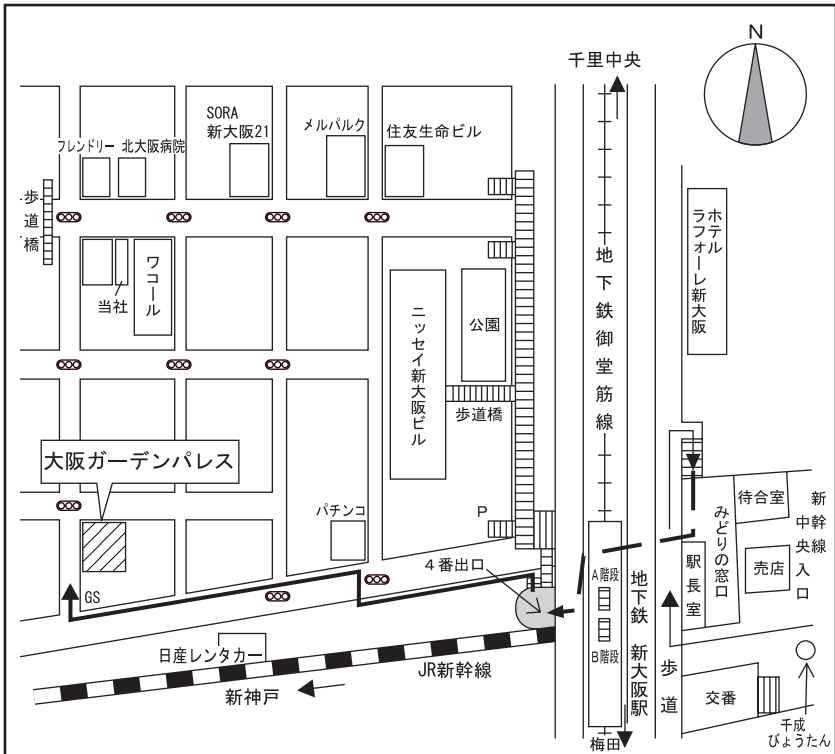 千里中央
N
SORA
新大阪21
メルパルク
住友生命ビル
フレンドリー
北大阪病院
歩道橋
ホテル
ラフォーレ新大阪
ワコール
当社
地下鉄御堂筋線
ニッセイ新大阪ビル
公園
歩道橋
大阪ガーデンパレス
パチンコ
P
4番出口
A階段
B階段
地下鉄 新大阪駅
みどりの窓口
待合室
新幹線
中央入口
売店
駅長室
GS
日産レンタカー
JR新幹線
新神戸
歩道
交番
千成
びょうたん
梅田